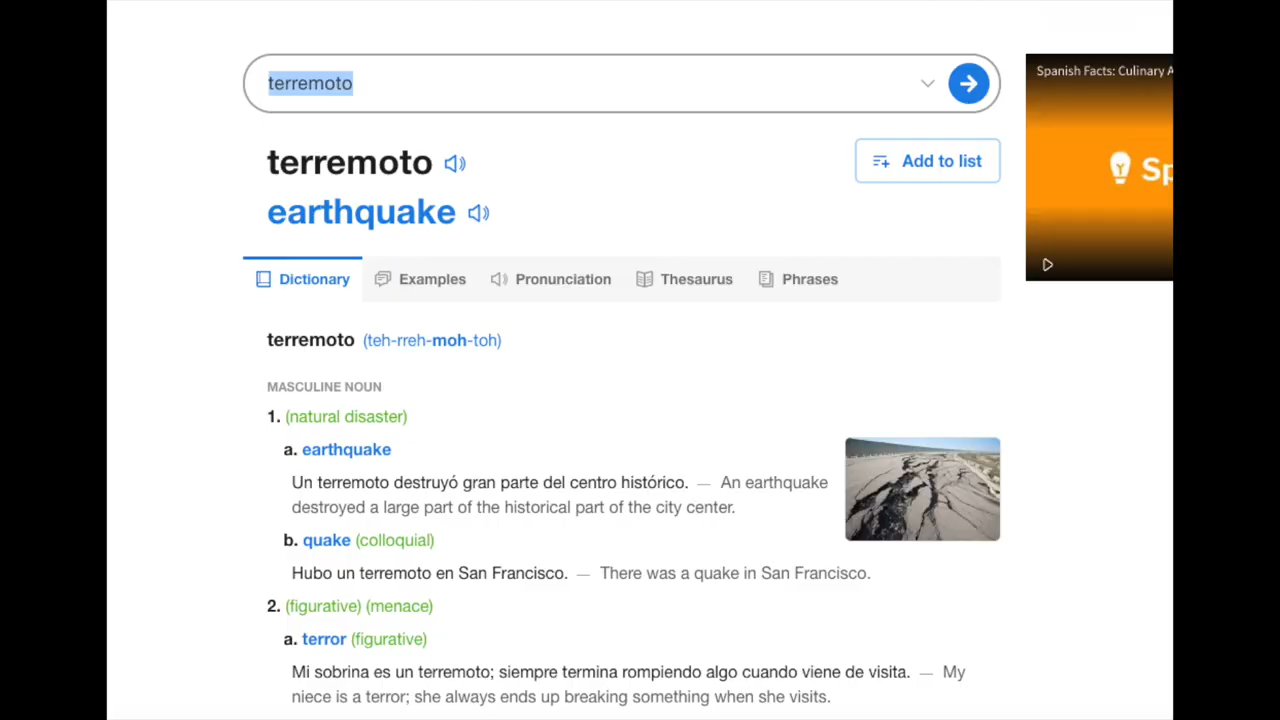 terremoto
Spanish Facts: Culinary A
terremoto
Add to list
Sp
earthquake
Dictionary Examples Pronunciation Thesaurus Phrases
terremoto (teh-rreh-moh-toh)
MASCULINE NOUN
1. (natural disaster)
a. earthquake
Un terremoto destruyó gran parte del centro histórico. — An earthquake
destroyed a large part of the historical part of the city center.
b. quake (colloquial)
Hubo un terremoto en San Francisco. — There was a quake in San Francisco.
2. (figurative) (menace)
a. terror (figurative)
Mi sobrina es un terremoto; siempre termina rompiendo algo cuando viene de visita. — My
niece is a terror; she always ends up breaking something when she visits.